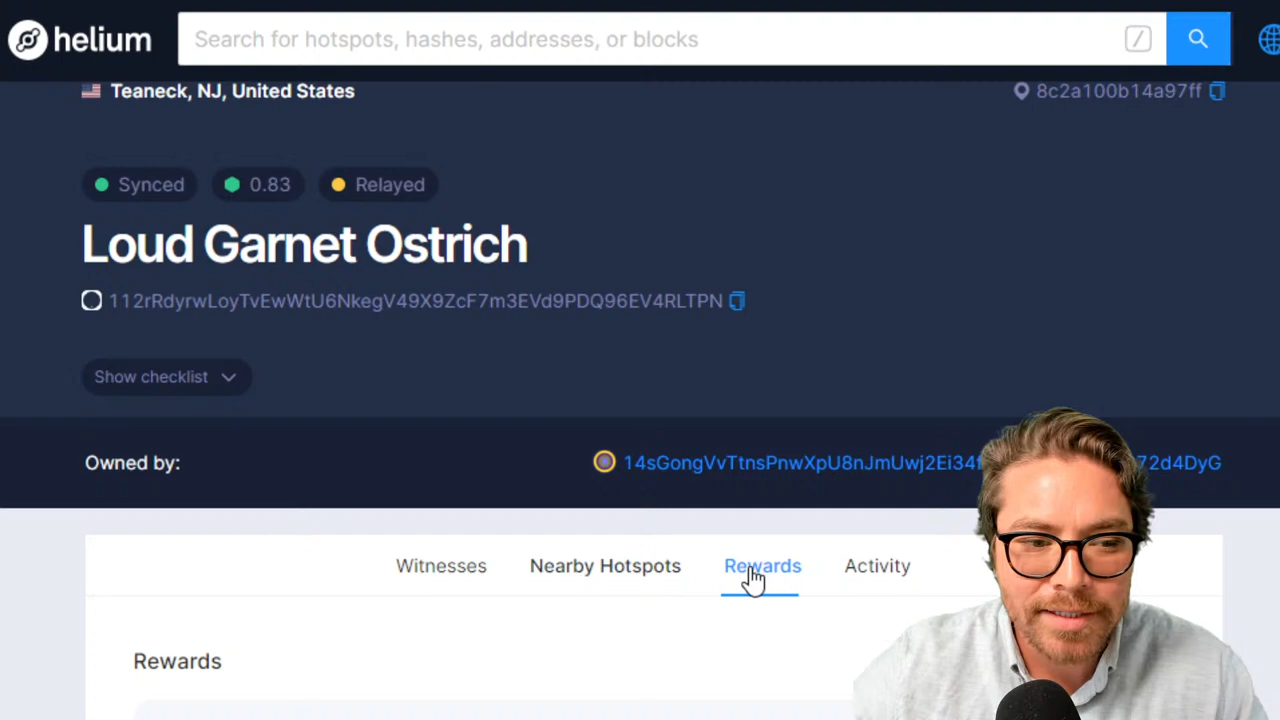 helium
Search for hotspots, hashes, addresses, or blocks
/
Teaneck, NJ, United States
8c2a100b14a97ff
Synced
0.83
Relayed
Loud Garnet Ostrich
112rRdyrwLoyTvEwWtU6NkegV49X9ZcF7m3EVd9PDQ96EV4RLTPN
Show checklist
Owned by:
14sGongVvTtnsPnwXpU8nJmUwj2Ei34 72d4DyG
Witnesses
Nearby Hotspots
Rewards
Activity
Rewards